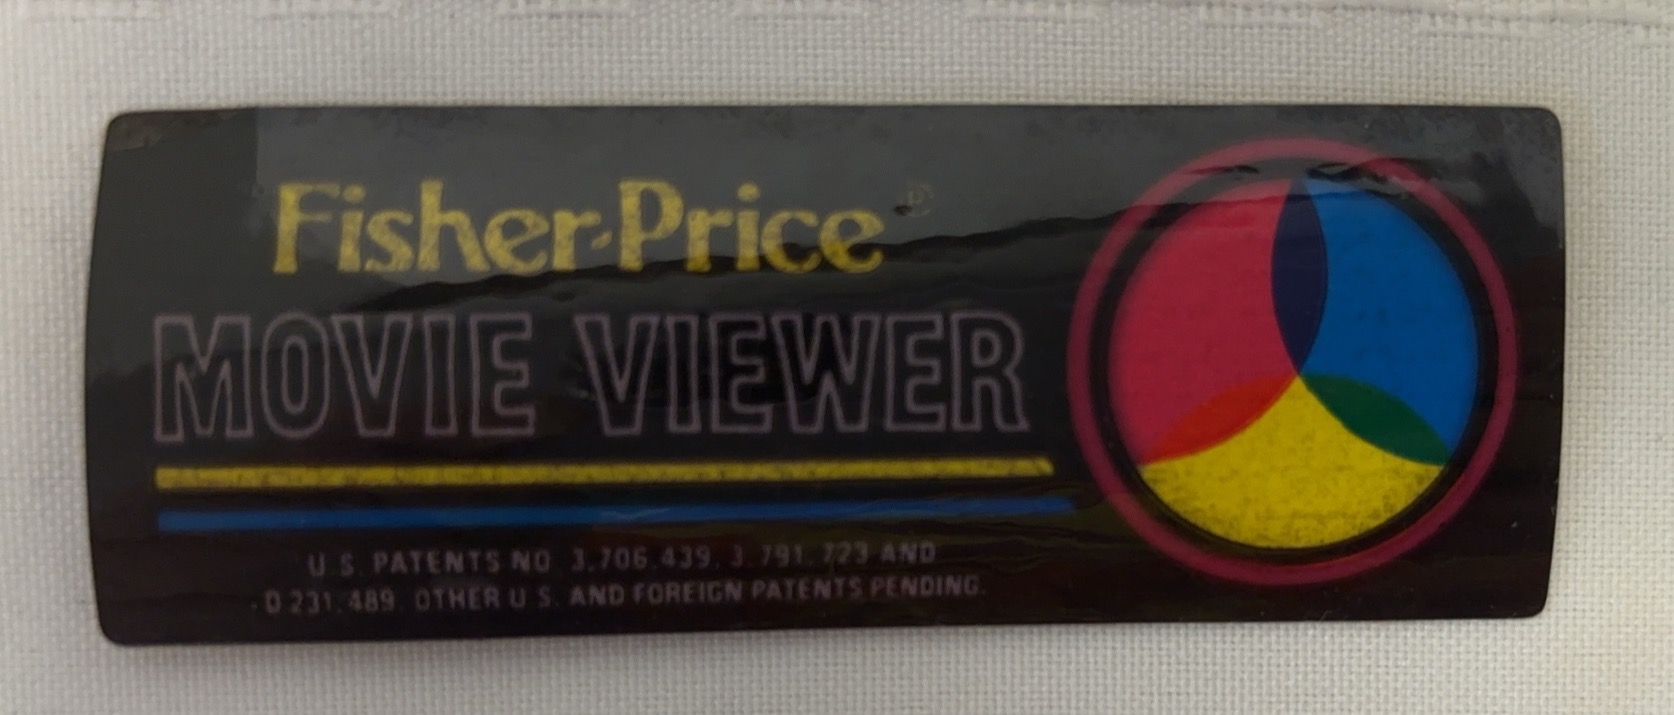 Fisher-Price®
MOVIE VIEWER
U.S. PATENTS NO. 3,706,439, 3,791,723 AND
D.231,489. OTHER U.S. AND FOREIGN PATENTS PENDING.